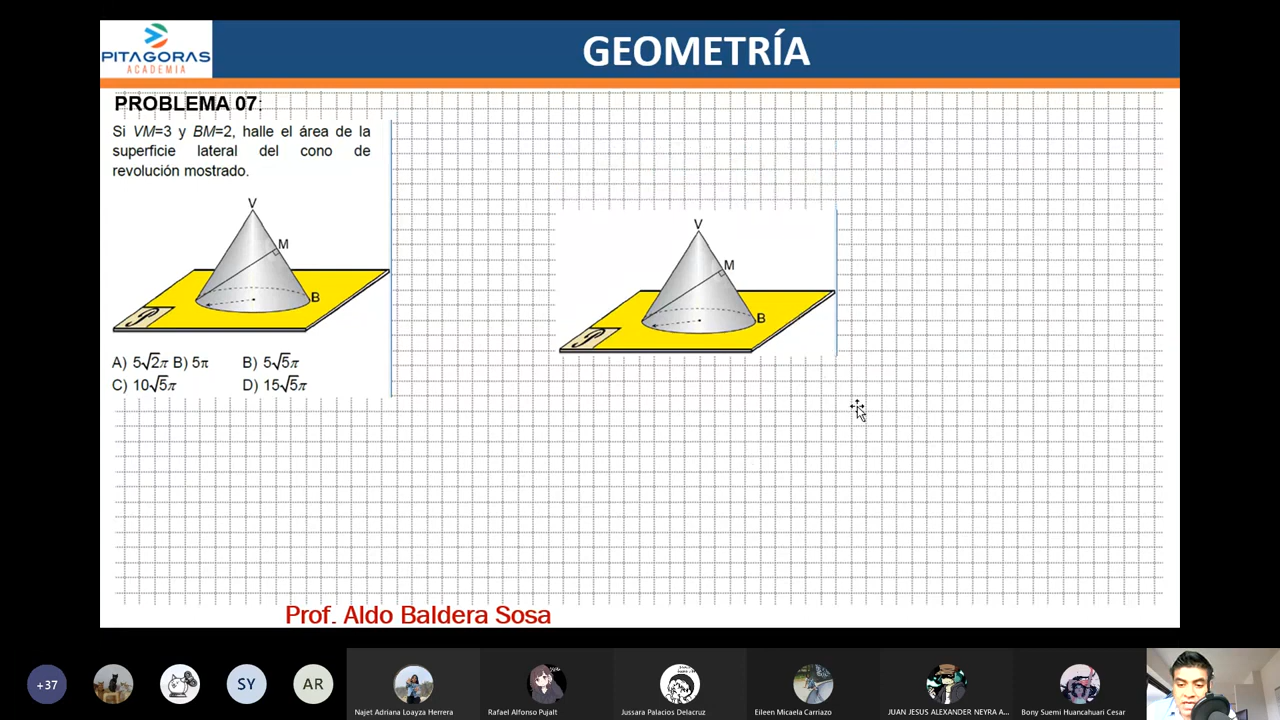 PITAGORAS
ACADEMIA
GEOMETRÍA
PROBLEMA 07:
Si VM=3 y BM=2, halle el área de la
superficie lateral del cono de
revolución mostrado.
V
M
B
P
A) 5√2π B) 5π B) 5√5π
C) 10√5π D) 15√5π
V
M
B
P
Prof. Aldo Baldera Sosa
+37
SY
AR
Najet Adriana Loayza Herrera
Rafael Alfonso Pujalt
Jussara Palacios Delacruz
Eileen Micaela Carriazo
JUAN JESUS ALEXANDER NEYRA A...
Bony Suemi Huancahuari Cesar